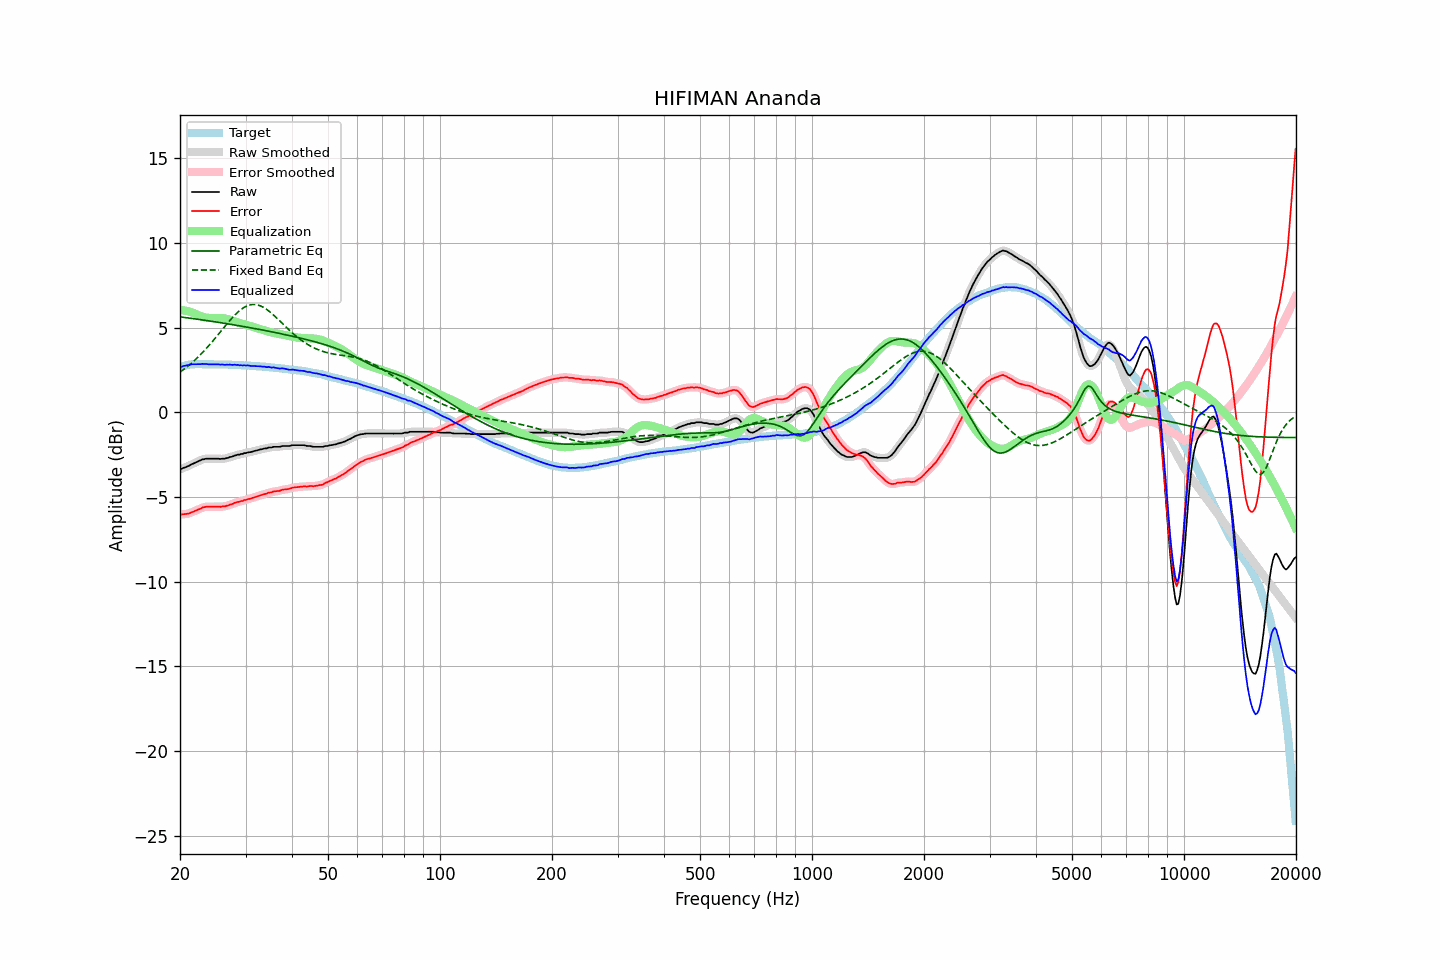 HIFIMAN Ananda
Target
Raw Smoothed
Error Smoothed
Raw
Error
Equalization
Parametric Eq
Fixed Band Eq
Equalized
Amplitude (dBr)
15
10
5
0
−5
−10
−15
−20
−25
20
50
100
200
500
1000
2000
5000
10000
20000
Frequency (Hz)